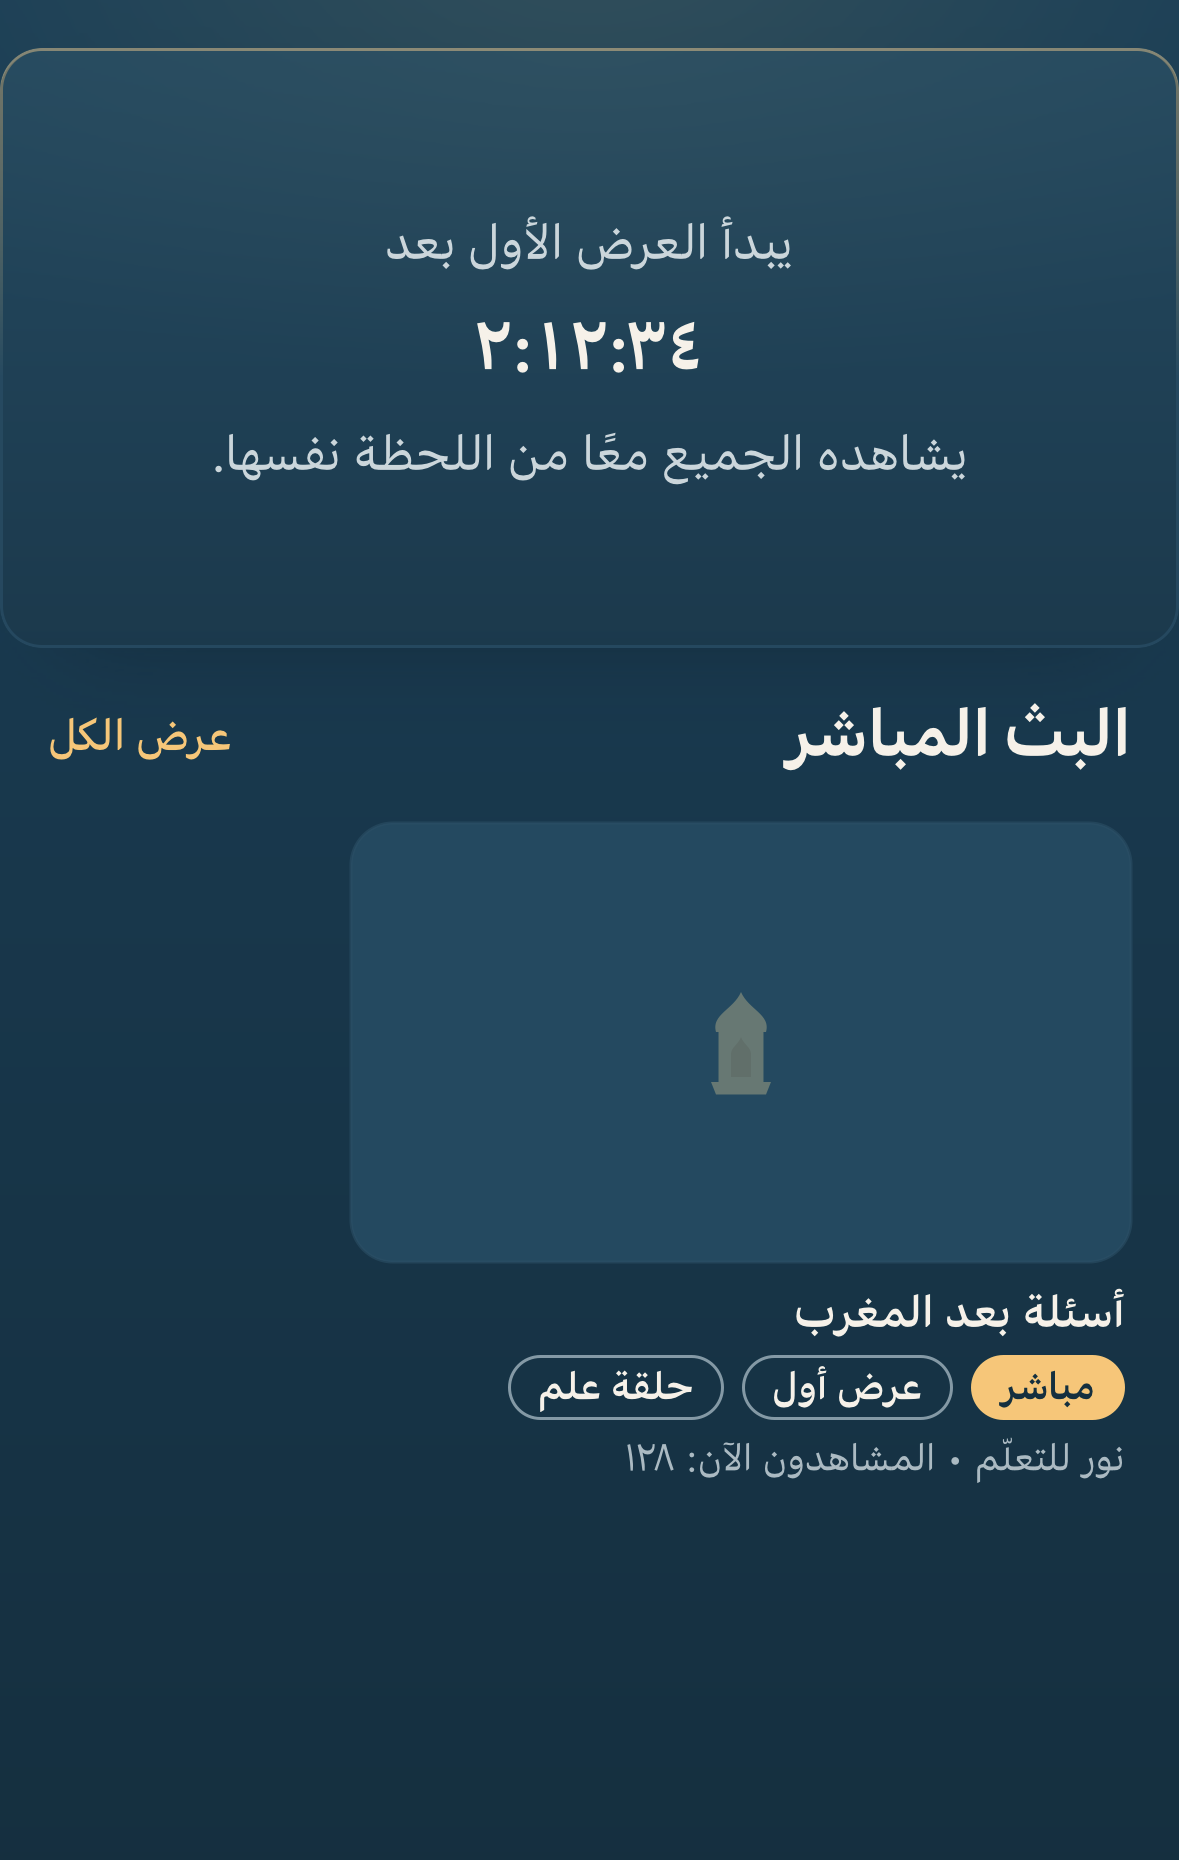 يبدأ العرض الأول بعد
٢:١٢:٣٤
يشاهده الجميع معًا من اللحظة نفسها.
البث المباشر
عرض الكل
أسئلة بعد المغرب
مباشر عرض أول حلقة علم
نور للتعلّم • المشاهدون الآن: ١٢٨